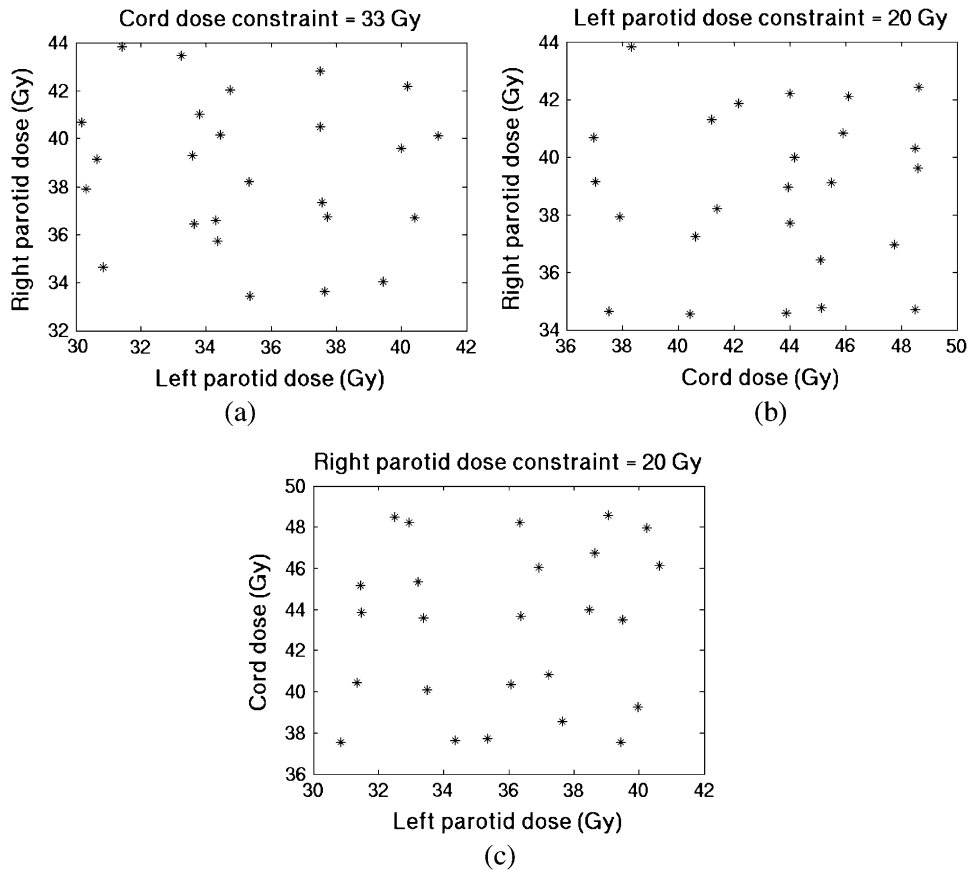 Cord dose constraint = 33 Gy
44
42
40
38
36
34
32
Right parotid dose (Gy)
30 32 34 36 38 40 42
Left parotid dose (Gy)
(a)
Left parotid dose constraint = 20 Gy
44
42
40
38
36
34
Right parotid dose (Gy)
36 38 40 42 44 46 48 50
Cord dose (Gy)
(b)
Right parotid dose constraint = 20 Gy
50
48
46
44
42
40
38
36
Cord dose (Gy)
30 32 34 36 38 40 42
Left parotid dose (Gy)
(c)